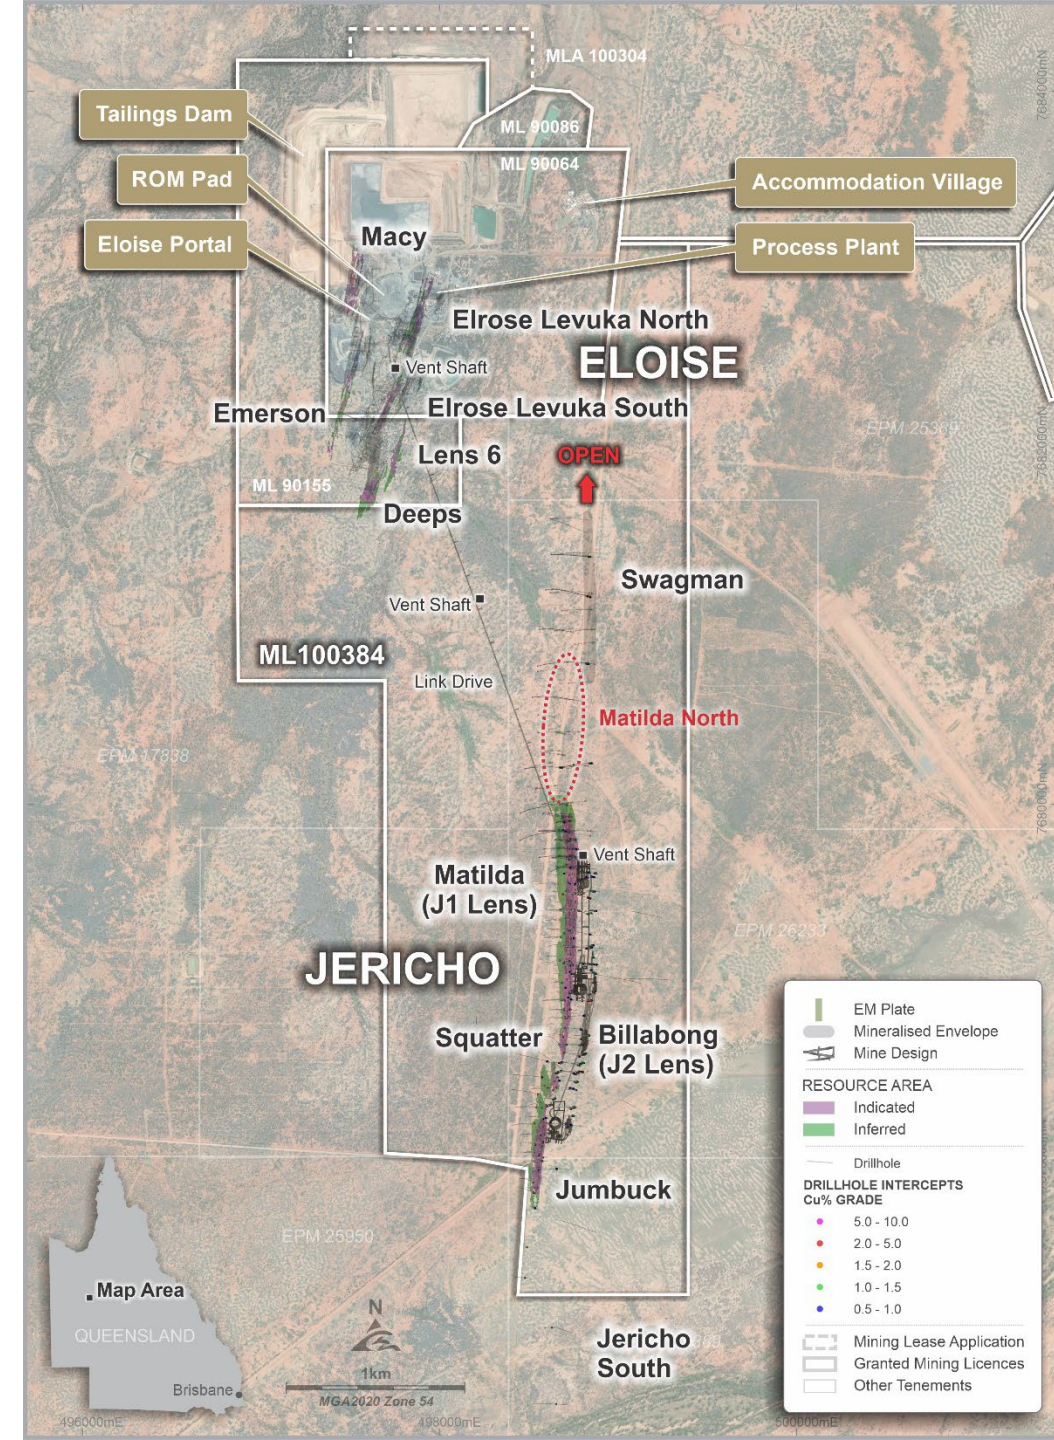 MLA 100304
7684000mN
Tailings Dam
ML 90086
ML 90064
ROM Pad
Accommodation Village
Macy
Eloise Portal
Process Plant
Elrose Levuka North
ELOISE
Vent Shaft
Emerson
Elrose Levuka South
EPM 25389
7682000mN
Lens 6
OPEN
ML 90155
Deeps
Swagman
Vent Shaft
ML100384
Link Drive
Matilda North
EPM 17838
7680000mN
Vent Shaft
Matilda
(J1 Lens)
EPM 26233
JERICHO
Squatter
Billabong
(J2 Lens)
Jumbuck
EPM 25950
Jericho
South
EM Plate
Mineralised Envelope
Mine Design
RESOURCE AREA
Indicated
Inferred
Drillhole
DRILLHOLE INTERCEPTS
Cu% GRADE
5.0 - 10.0
2.0 - 5.0
1.5 - 2.0
1.0 - 1.5
0.5 - 1.0
Mining Lease Application
Granted Mining Licences
Other Tenements
Map Area
QUEENSLAND
Brisbane
N
1km
MGA2020 Zone 54
496000mE
498000mE
500000mE